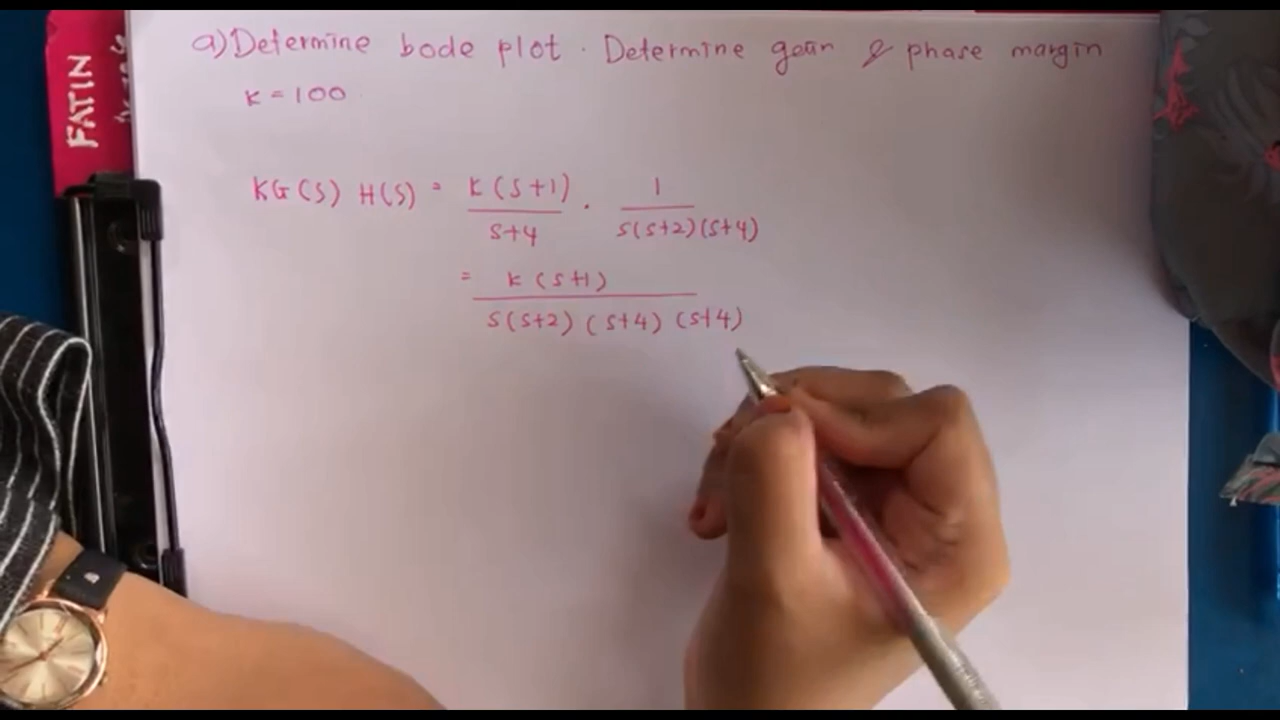 a) Determine bode plot. Determine gain & phase margin
K = 100
KG(S) H(S) = K(S+1) / S+4 . 1 / S(S+2)(S+4)
= K(S+1) / S(S+2) (S+4) (S+4)
FATIN